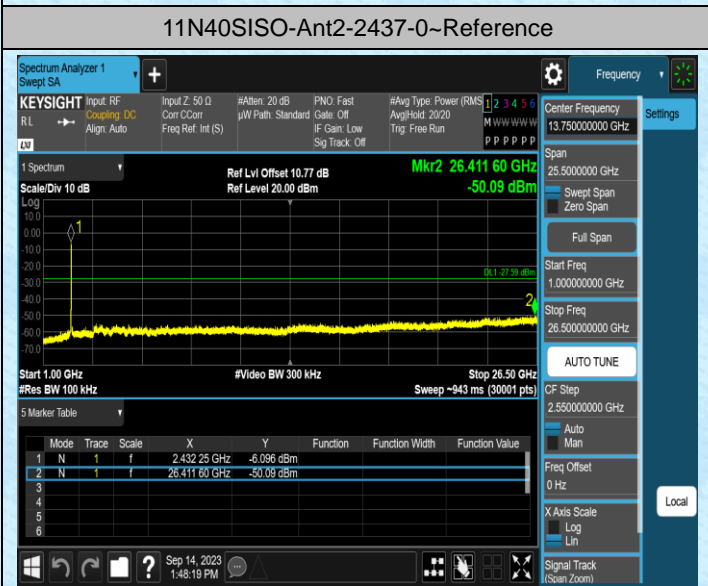 11N40SISO-Ant2-2437-0~Reference
Spectrum Analyzer 1
Swept SA
Frequency
KEYSIGHT Input: RF Input Z: 50 Ω #Atten: 20 dB PNO: Fast #Avg Type: Power (RMS 1 2 3 4 5 6
RL Coupling: DC Corr CCorr µW Path: Standard Gate: Off Avg|Hold: 20/20 M W W W W W
Align: Auto Freq Ref: Int (S) IF Gain: Low Trig: Free Run
LXI Sig Track: Off P P P P P P
Center Frequency
13.750000000 GHz
Settings
Span
25.5000000 GHz
Swept Span
Zero Span
Full Span
Start Freq
1.000000000 GHz
Stop Freq
26.500000000 GHz
AUTO TUNE
CF Step
2.550000000 GHz
Auto
Man
Freq Offset
0 Hz
X Axis Scale
Log
Lin
Local
Signal Track
(Span Zoom)
1 Spectrum Ref Lvl Offset 10.77 dB Mkr2 26.411 60 GHz
Scale/Div 10 dB Ref Level 20.00 dBm -50.09 dBm
Log
10.0
0.00
1
-10.0
-20.0
DL1 -27.59 dBm
-30.0
-40.0
2
-50.0
-60.0
-70.0
Start 1.00 GHz #Video BW 300 kHz Stop 26.50 GHz
#Res BW 100 kHz Sweep ~943 ms (30001 pts)
5 Marker Table
Mode Trace Scale X Y Function Function Width Function Value
1 N 1 f 2.432 25 GHz -6.096 dBm
2 N 1 f 26.411 60 GHz -50.09 dBm
3
4
5
6
? Sep 14, 2023
1:48:19 PM